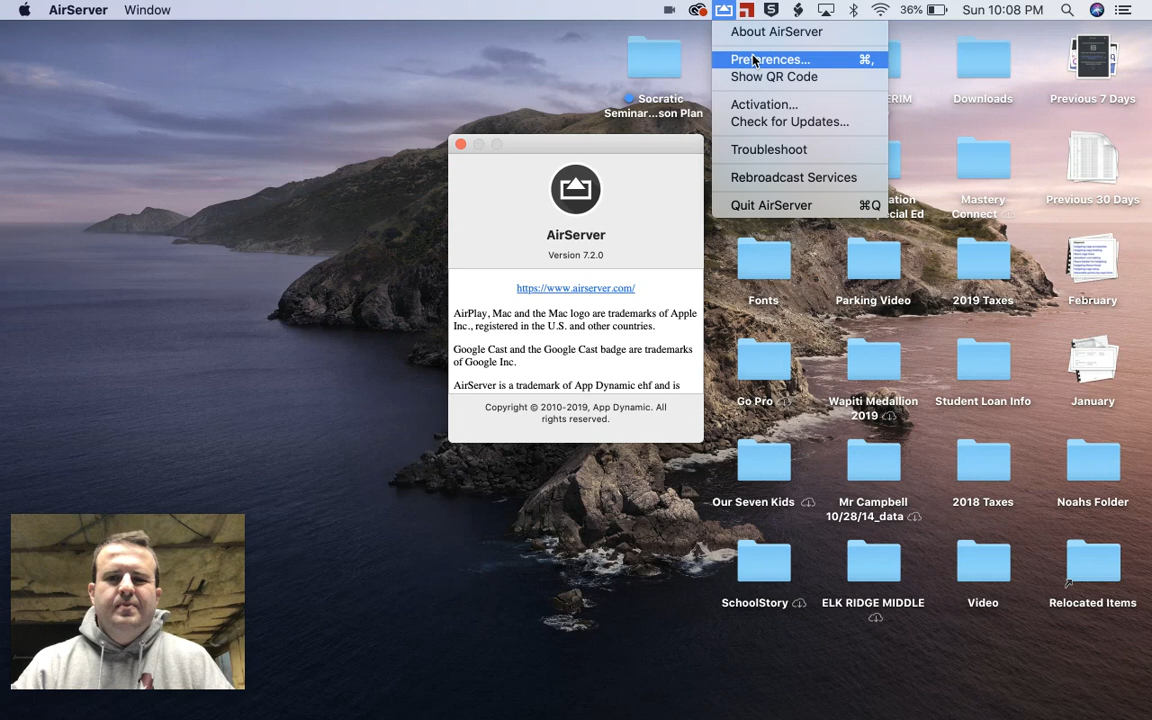 AirServer Window 36% Sun 10:08 PM
About AirServer
Preferences... ⌘,
Show QR Code
Activation...
Check for Updates...
Troubleshoot
Rebroadcast Services
Quit AirServer ⌘Q
Socratic
Seminar...son Plan
ERIM
Downloads
Previous 7 Days
ation
ecial Ed
Mastery
Connect
Previous 30 Days
AirServer
Version 7.2.0
https://www.airserver.com/
AirPlay, Mac and the Mac logo are trademarks of Apple
Inc., registered in the U.S. and other countries.
Google Cast and the Google Cast badge are trademarks
of Google Inc.
AirServer is a trademark of App Dynamic ehf and is
Copyright © 2010-2019, App Dynamic. All
rights reserved.
Fonts
Parking Video
2019 Taxes
February
Go Pro
Wapiti Medallion
2019
Student Loan Info
January
Our Seven Kids
Mr Campbell
10/28/14_data
2018 Taxes
Noahs Folder
SchoolStory
ELK RIDGE MIDDLE
Video
Relocated Items